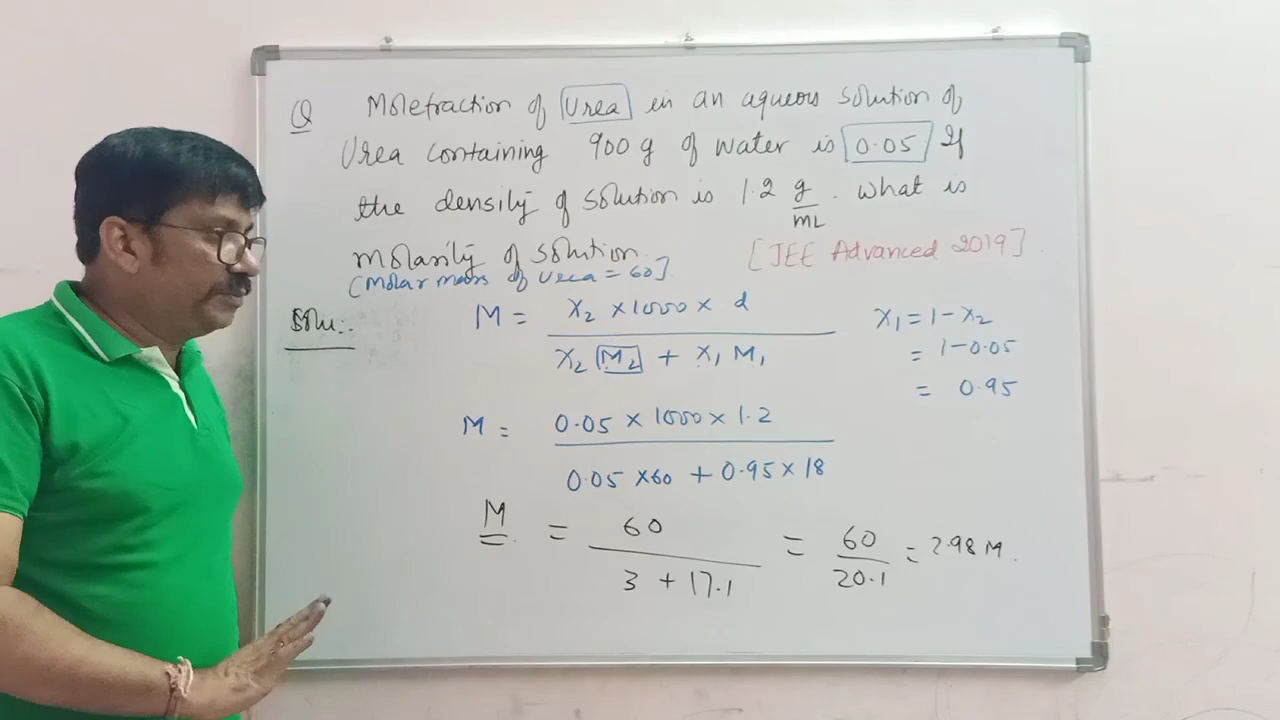 Q Molefraction of Urea in an aqueous solution of
Urea containing 900 g of water is 0.05 If
the density of solution is 1.2 g/mL . what is
molarity of solution. [JEE Advanced 2019].
(Molar mass of Urea = 60].
Solu:-
M = X₂ × 1000 × d / X₂ M₂ + X₁ M₁
X₁ = 1 - X₂
= 1 - 0.05
= 0.95
M = 0.05 × 1000 × 1.2 / 0.05 × 60 + 0.95 × 18
M = 60 / 3 + 17.1 = 60 / 20.1 = 2.98 M.